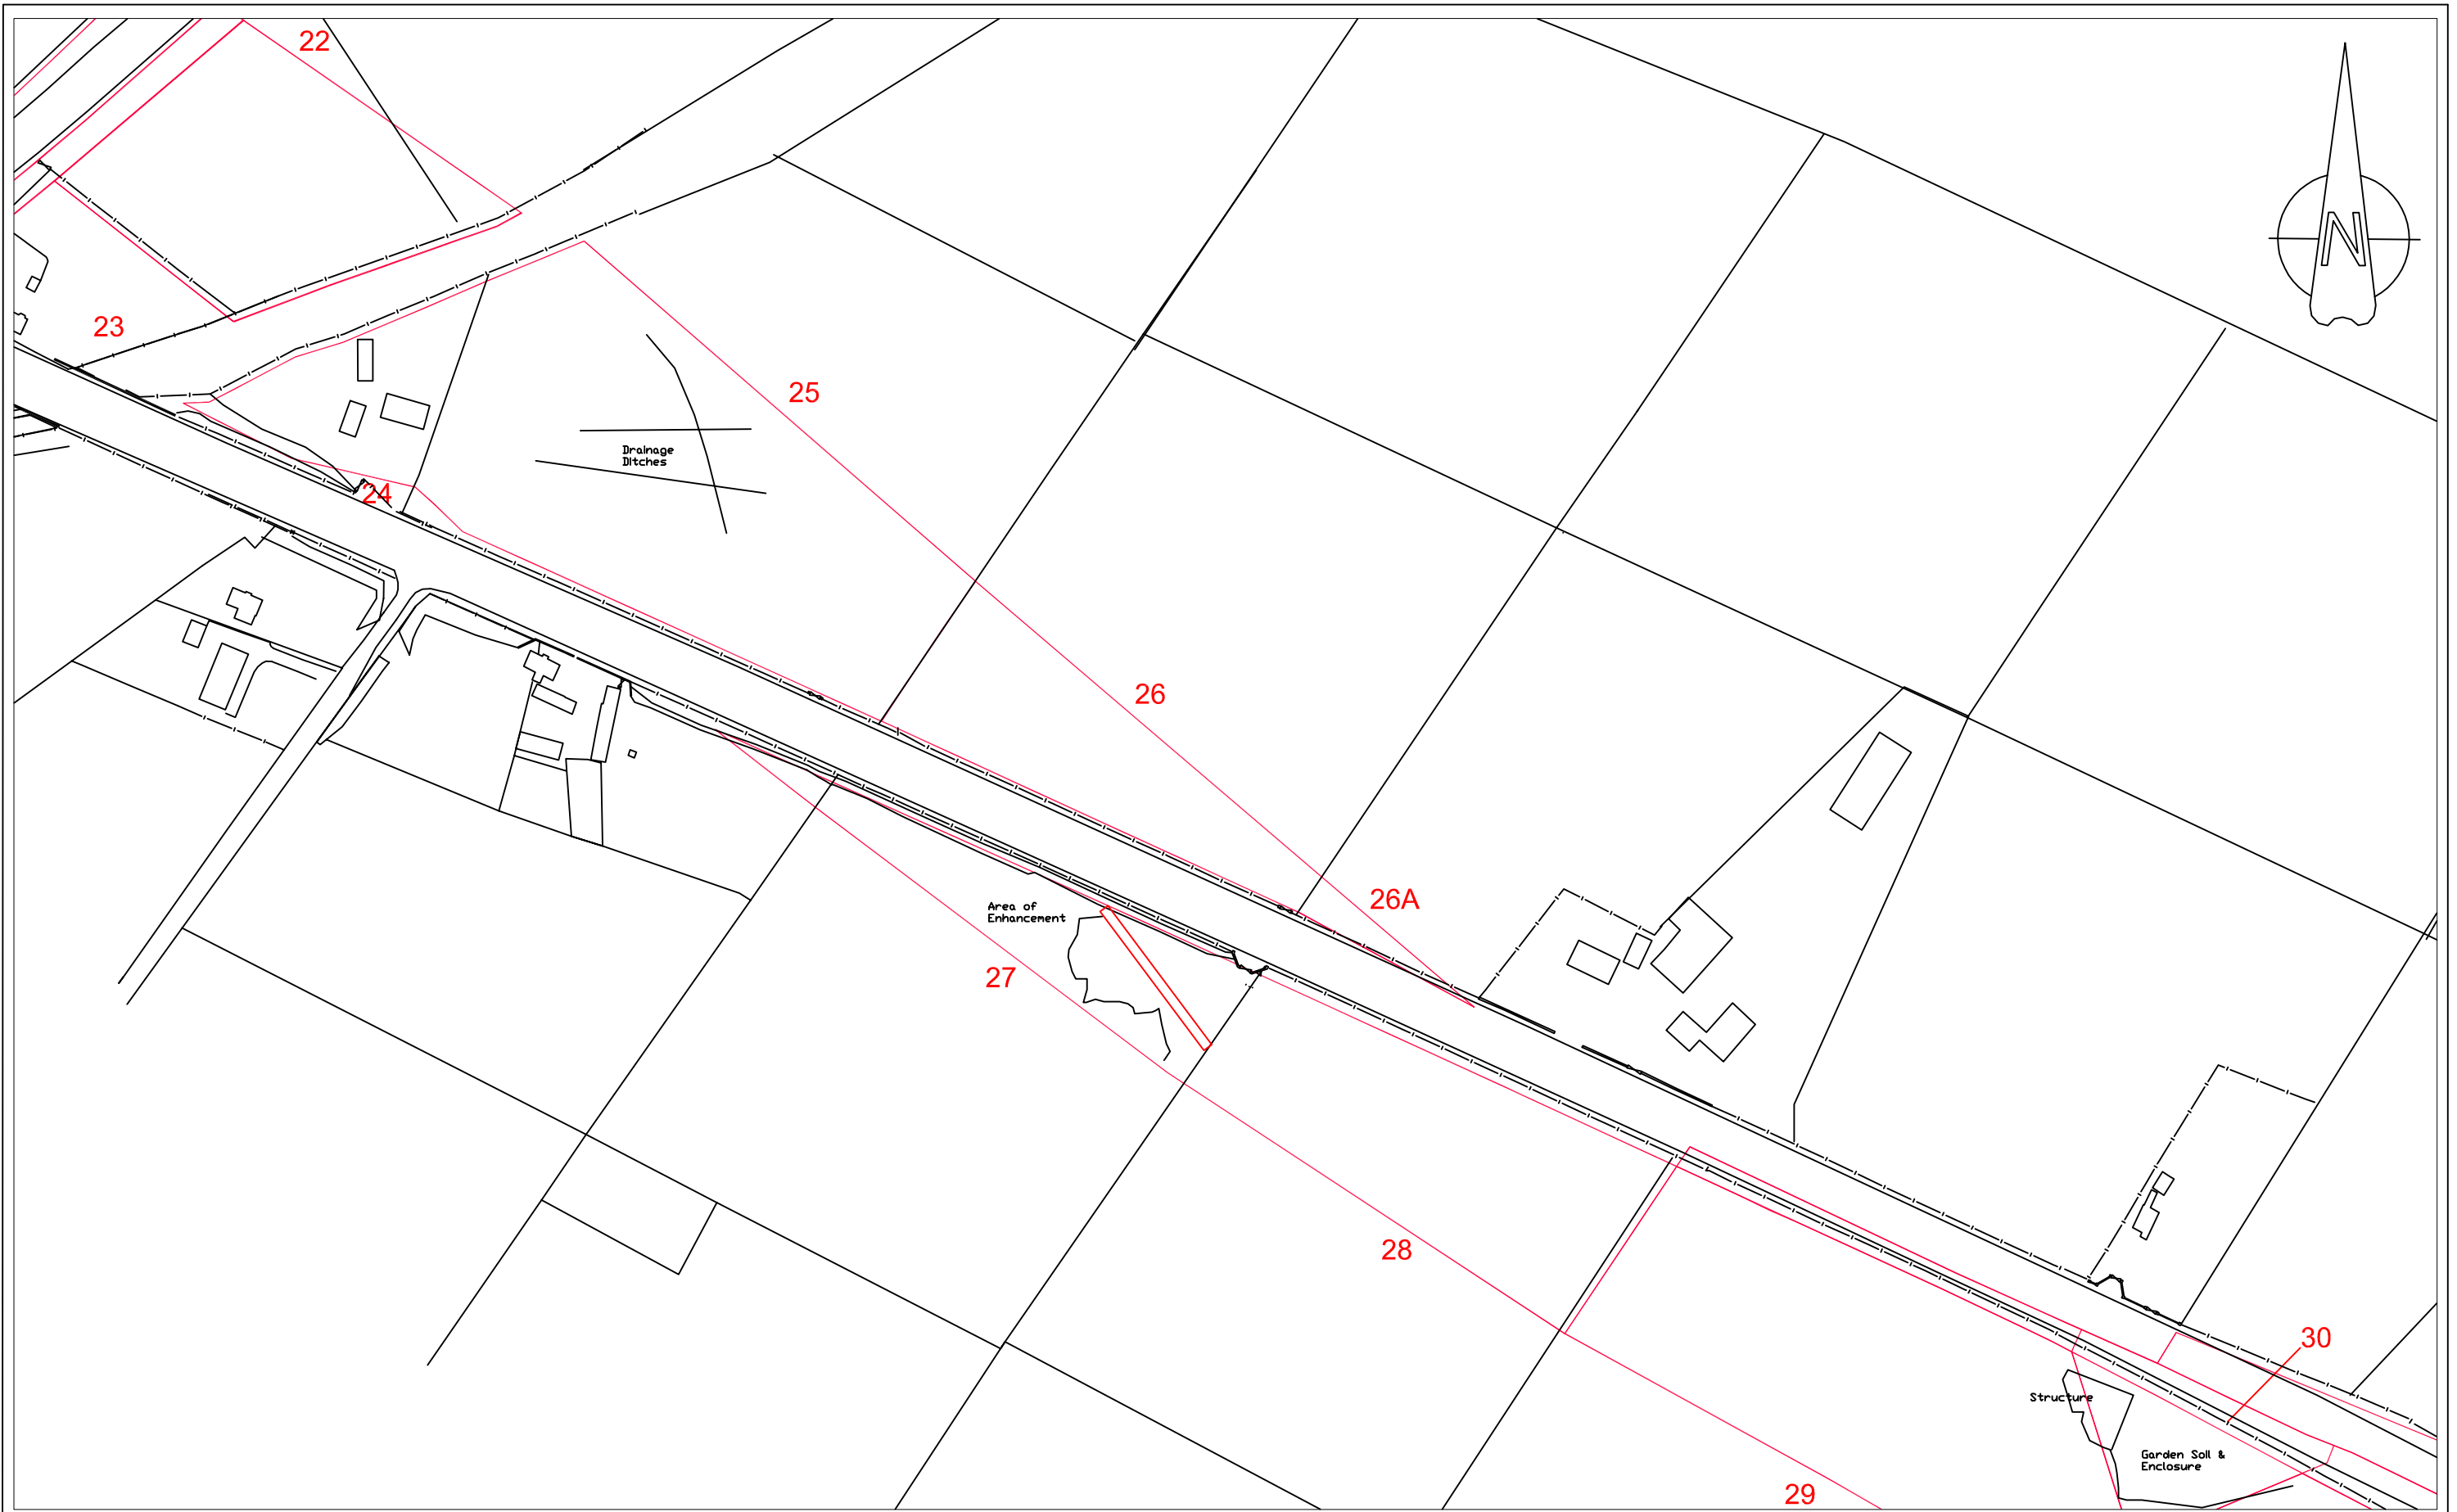 22
N
23
25
Drainage
Ditches
24
26
26A
Area of
Enhancement
27
28
30
Structure
Garden Soil &
Enclosure
29